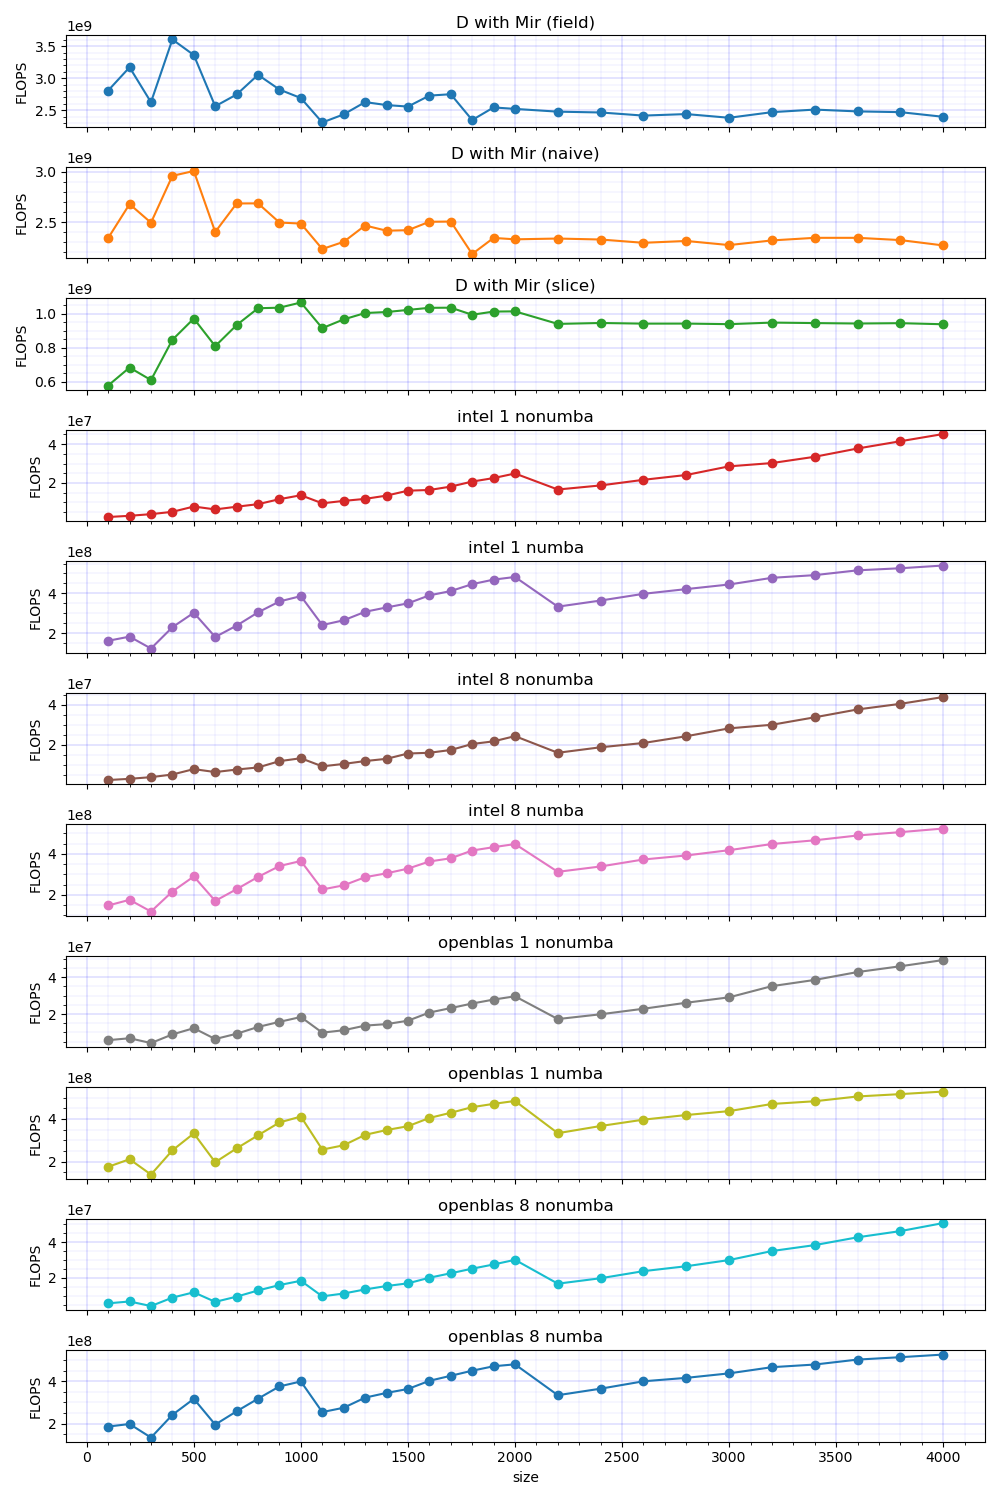 D with Mir (field)
1e9
3.5
3.0
2.5
FLOPS
D with Mir (naive)
1e9
3.0
2.5
FLOPS
D with Mir (slice)
1e9
1.0
0.8
0.6
FLOPS
intel 1 nonumba
1e7
4
2
FLOPS
intel 1 numba
1e8
4
2
FLOPS
intel 8 nonumba
1e7
4
2
FLOPS
intel 8 numba
1e8
4
2
FLOPS
openblas 1 nonumba
1e7
4
2
FLOPS
openblas 1 numba
1e8
4
2
FLOPS
openblas 8 nonumba
1e7
4
2
FLOPS
openblas 8 numba
1e8
4
2
FLOPS
0 500 1000 1500 2000 2500 3000 3500 4000
size